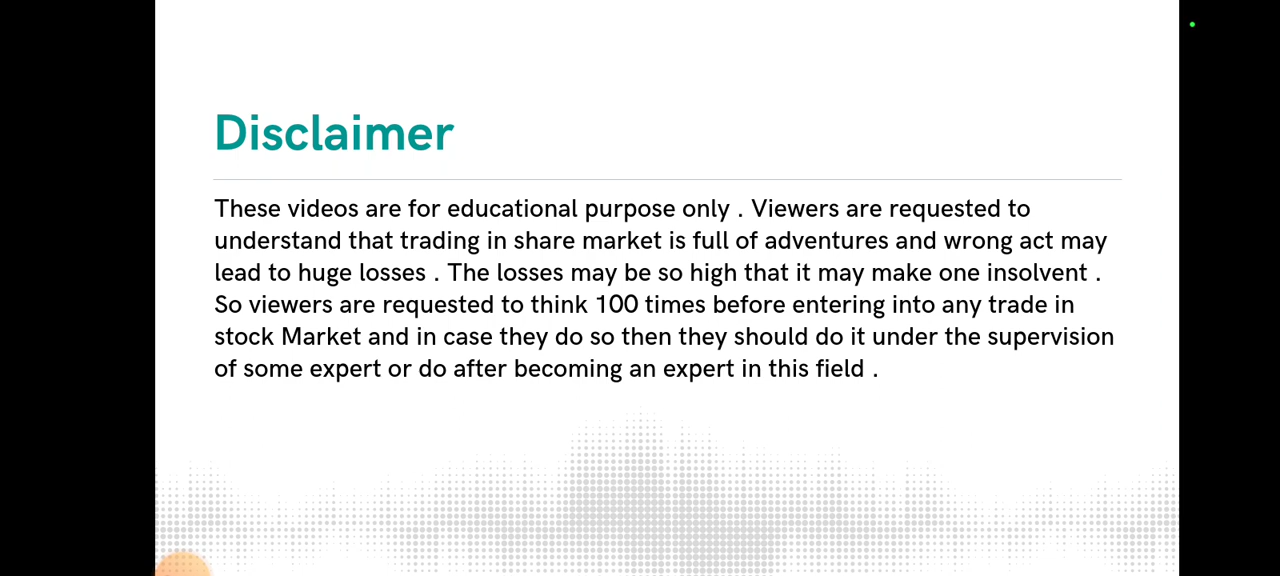 Disclaimer
These videos are for educational purpose only . Viewers are requested to
understand that trading in share market is full of adventures and wrong act may
lead to huge losses . The losses may be so high that it may make one insolvent .
So viewers are requested to think 100 times before entering into any trade in
stock Market and in case they do so then they should do it under the supervision
of some expert or do after becoming an expert in this field .